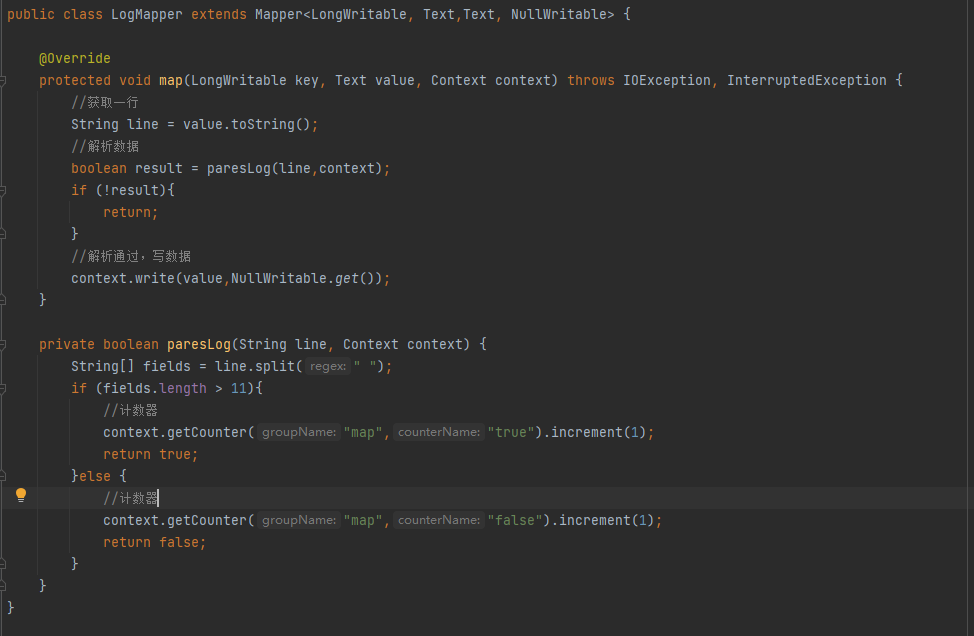 public class LogMapper extends Mapper<LongWritable, Text,Text, NullWritable> {
@Override
protected void map(LongWritable key, Text value, Context context) throws IOException, InterruptedException {
//获取一行
String line = value.toString();
//解析数据
boolean result = paresLog(line,context);
if (!result){
return;
}
//解析通过，写数据
context.write(value,NullWritable.get());
}
private boolean paresLog(String line, Context context) {
String[] fields = line.split( regex: " ");
if (fields.length > 11){
//计数器
context.getCounter( groupName: "map", counterName: "true").increment(1);
return true;
}else {
//计数器
context.getCounter( groupName: "map", counterName: "false").increment(1);
return false;
}
}
}